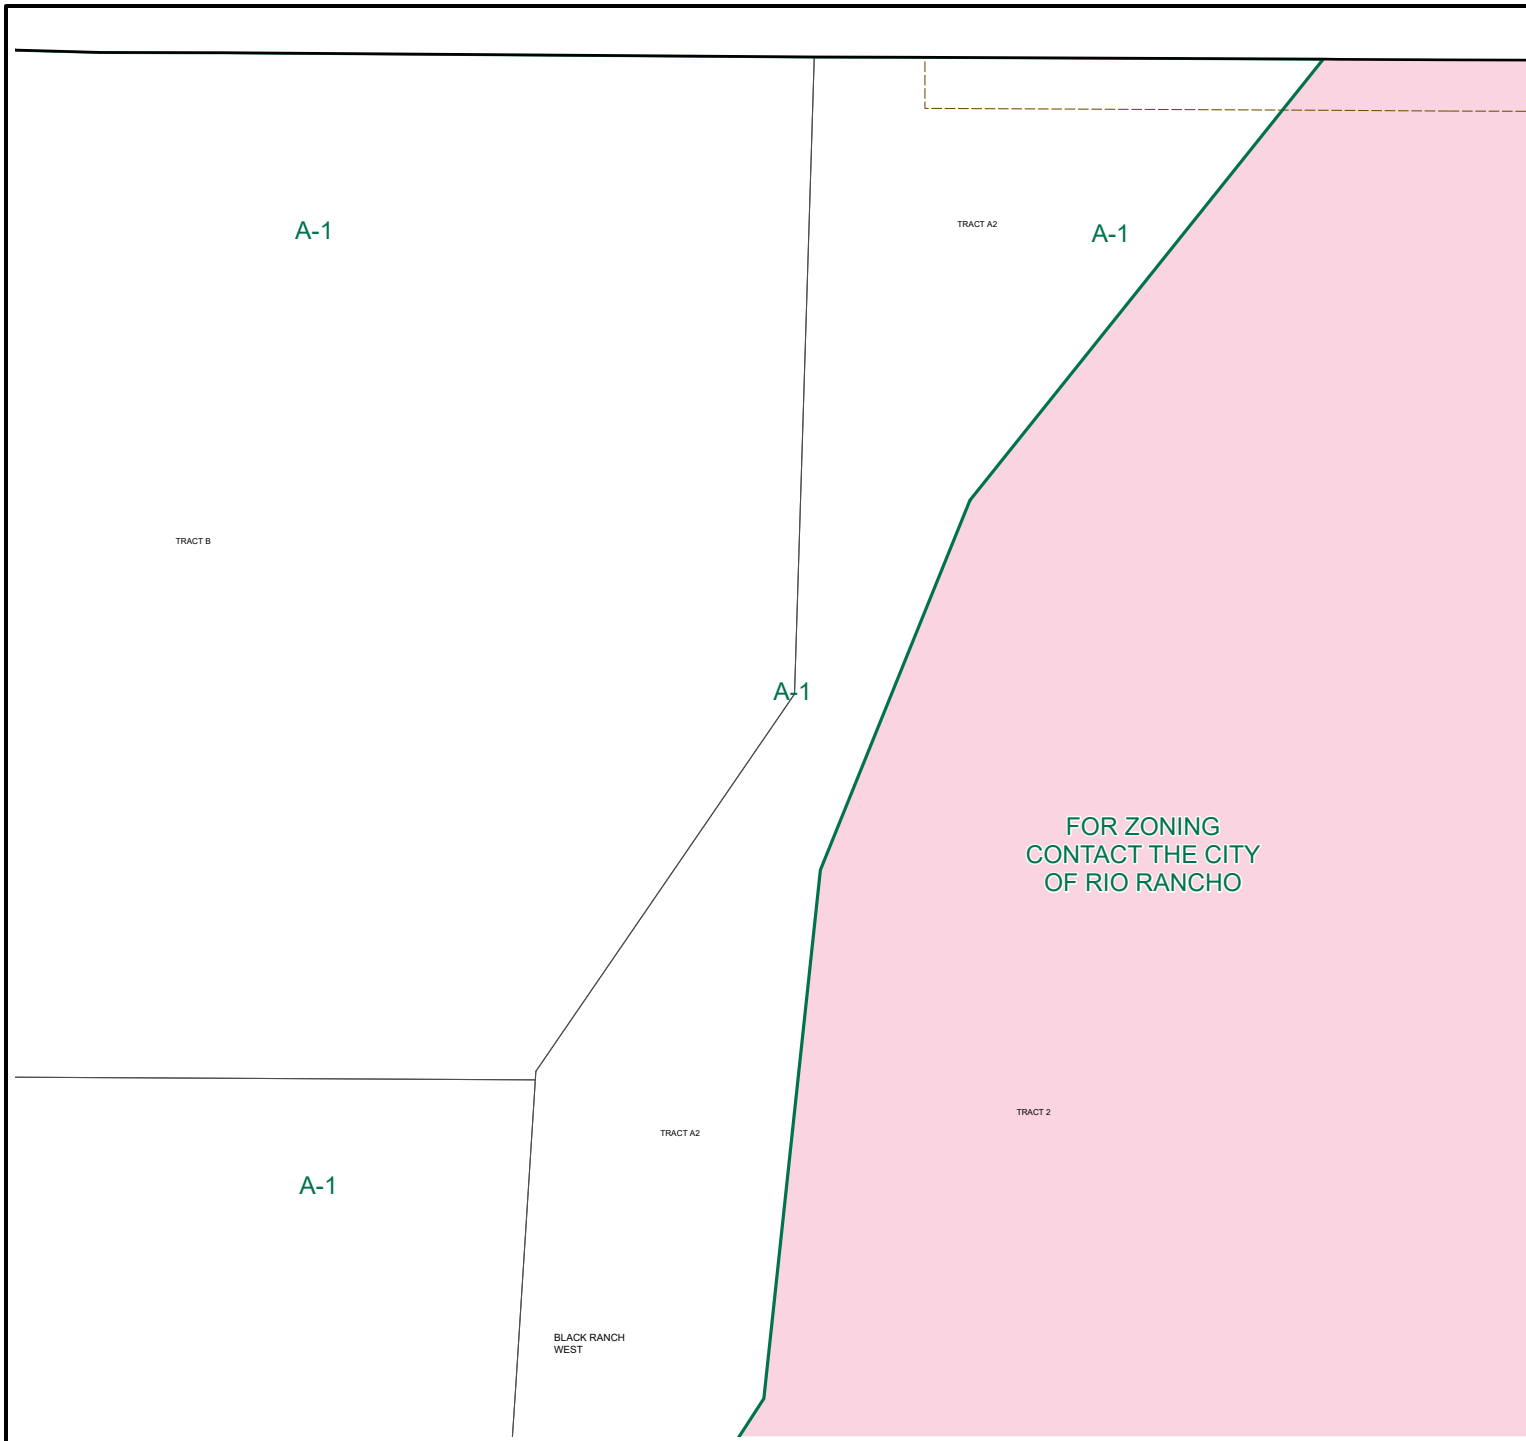 TRACT A2
A-1
A-1
TRACT B
A-1
FOR ZONING
CONTACT THE CITY
OF RIO RANCHO
TRACT 2
TRACT A2
A-1
BLACK RANCH
WEST